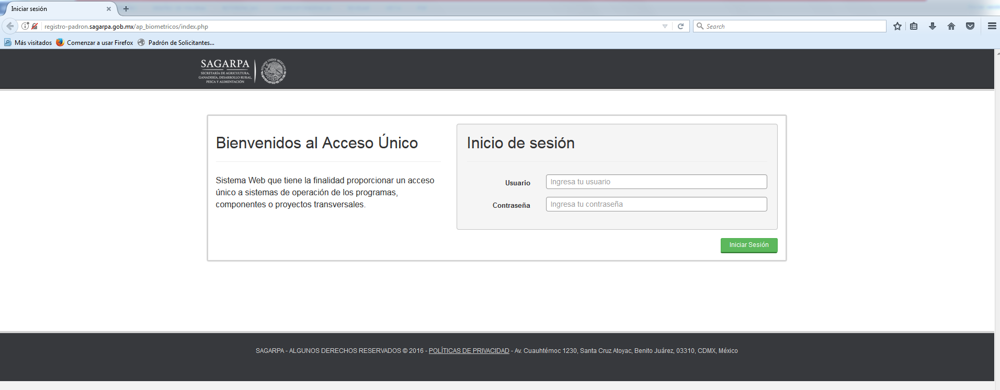 Iniciar sesión
registro-padron.sagarpa.gob.mx/ap_biometricos/index.php
Search
Más visitados
Comenzar a usar Firefox
Padrón de Solicitantes...
SAGARPA
SECRETARÍA DE AGRICULTURA,
GANADERÍA, DESARROLLO RURAL,
PESCA Y ALIMENTACIÓN
ESTADOS UNIDOS MEXICANOS
Bienvenidos al Acceso Único
Sistema Web que tiene la finalidad proporcionar un acceso
único a sistemas de operación de los programas,
componentes o proyectos transversales.
Inicio de sesión
Usuario
Ingresa tu usuario
Contraseña
Ingresa tu contraseña
Iniciar Sesión
SAGARPA - ALGUNOS DERECHOS RESERVADOS © 2016 - POLÍTICAS DE PRIVACIDAD - Av. Cuauhtémoc 1230, Santa Cruz Atoyac, Benito Juárez, 03310, CDMX, México